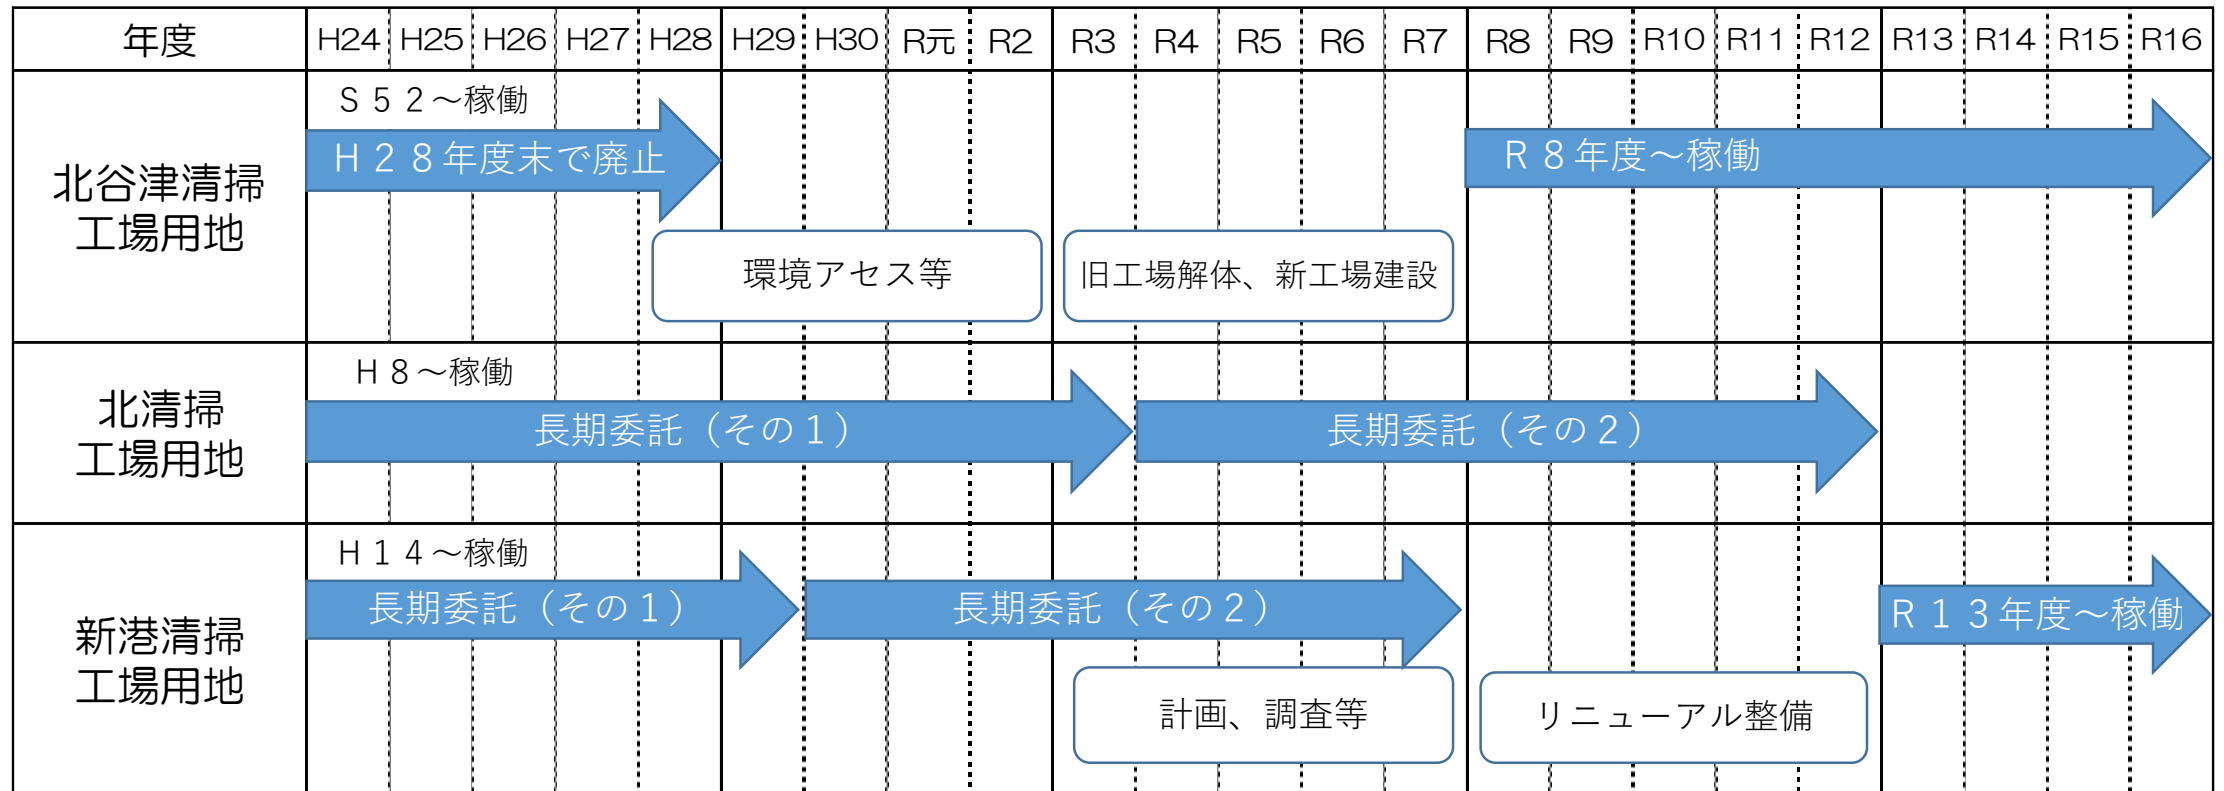 年度 H24 H25 H26 H27 H28 H29 H30 R元 R2 R3 R4 R5 R6 R7 R8 R9 R10 R11 R12 R13 R14 R15 R16
北谷津清掃
工場用地
S52～稼働
H28年度末で廃止
R8年度～稼働
環境アセス等
旧工場解体、新工場建設
北清掃
工場用地
H8～稼働
長期委託（その1）
長期委託（その2）
新港清掃
工場用地
H14～稼働
長期委託（その1）
長期委託（その2）
R13年度～稼働
計画、調査等
リニューアル整備